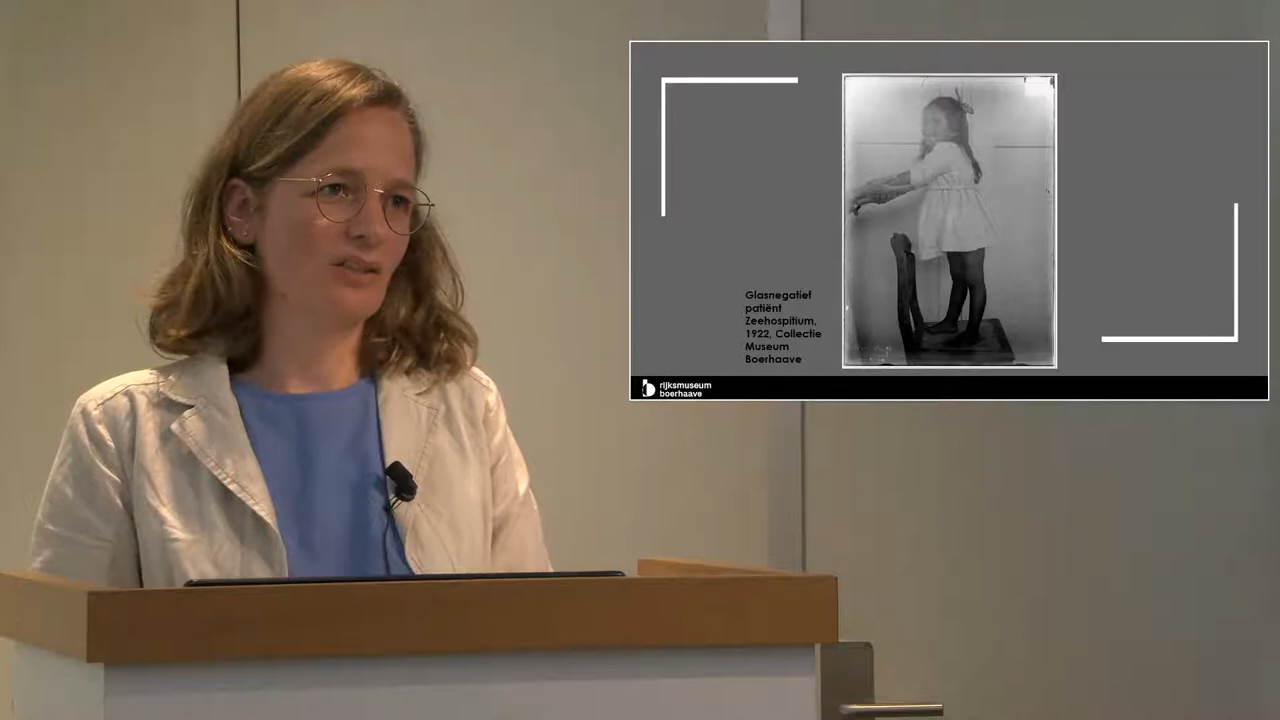 Glasnegatief
patiënt
Zeehospitium,
1922, Collectie
Museum
Boerhaave
rijksmuseum
boerhaave